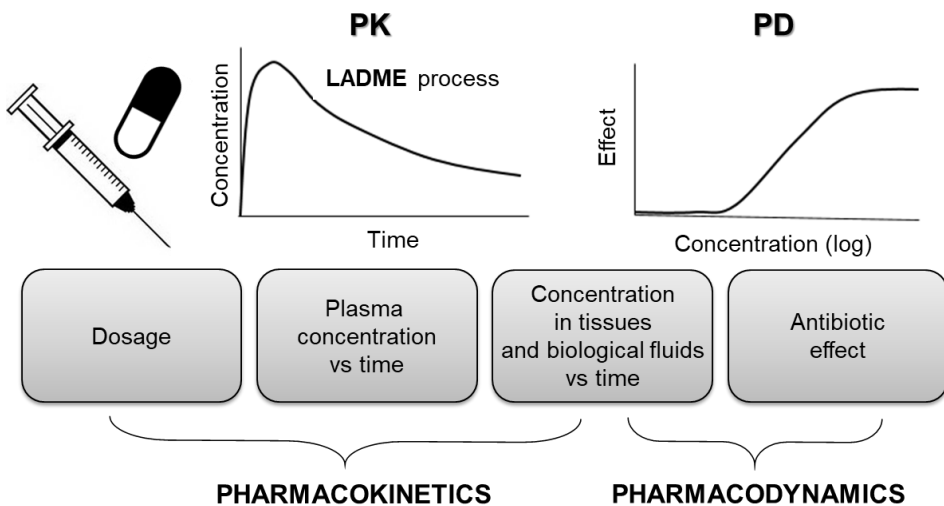 PK
PD
LADME process
Concentration
Time
Effect
Concentration (log)
Dosage
Plasma
concentration
vs time
Concentration
in tissues
and biological fluids
vs time
Antibiotic
effect
PHARMACOKINETICS
PHARMACODYNAMICS